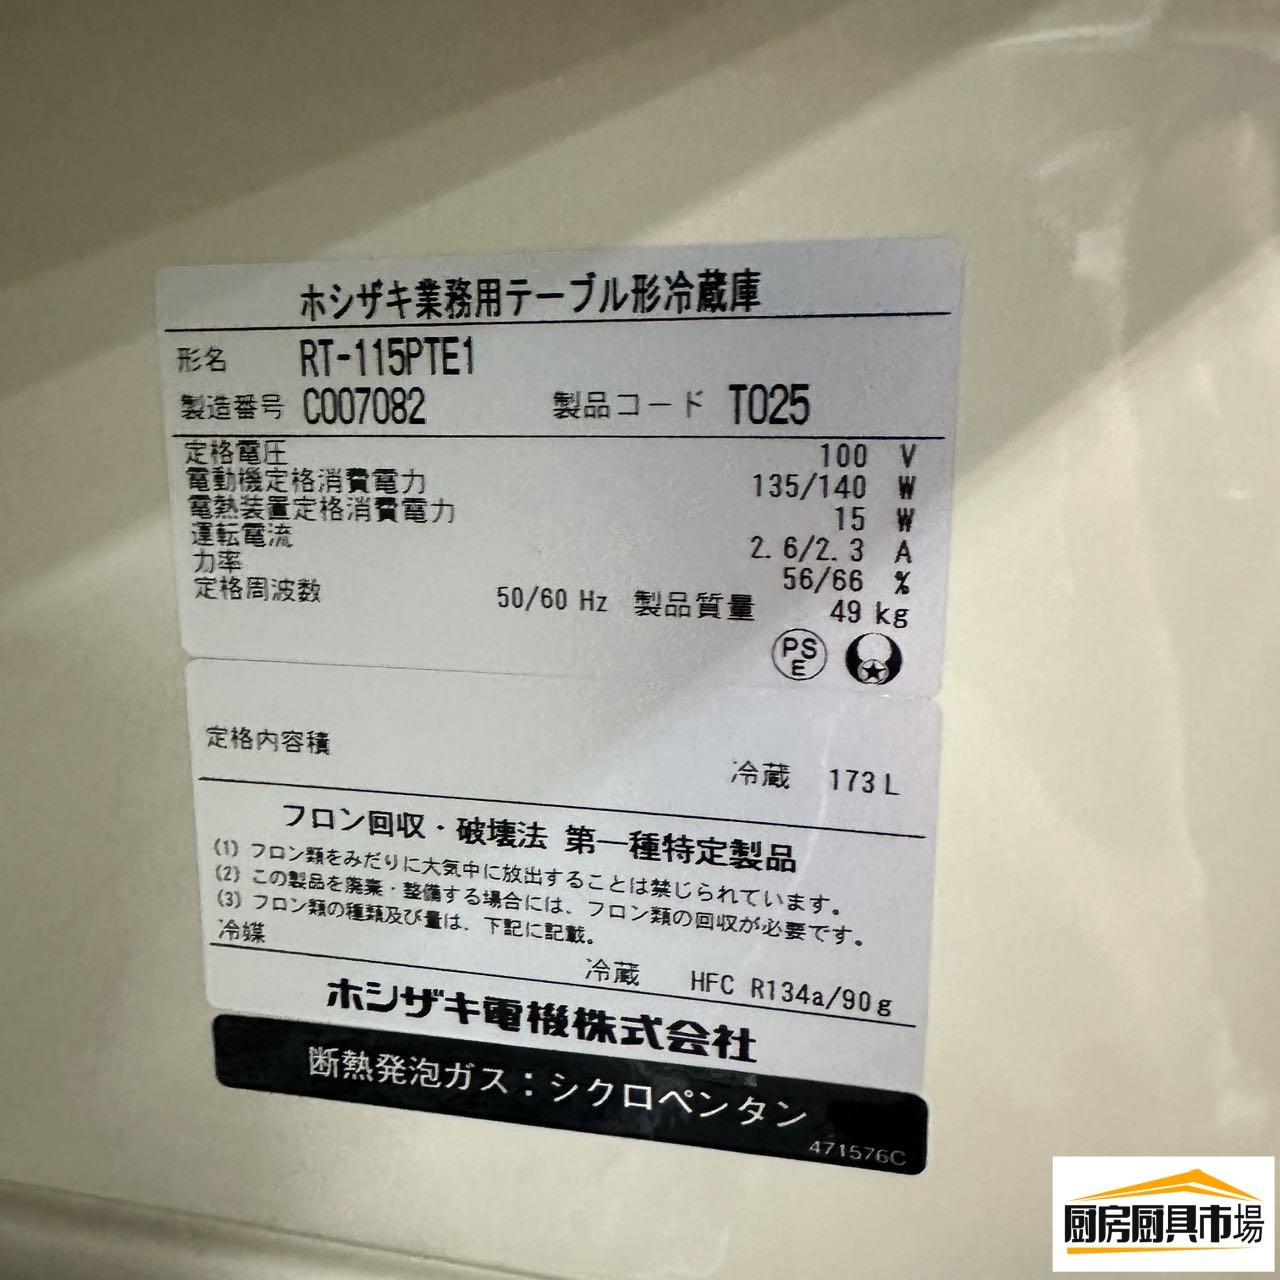 ホシザキ業務用テーブル形冷蔵庫
形名 RT-115PTE1
製造番号 C007082 製品コード T025
定格電圧 100 V
電動機定格消費電力 135/140 W
電熱装置定格消費電力 15 W
運転電流 2.6/2.3 A
力率 56/66 %
定格周波数 50/60 Hz 製品質量 49 kg
PS
E
定格内容積
冷蔵 173 L
フロン回収・破壊法 第一種特定製品
(1) フロン類をみだりに大気中に放出することは禁じられています。
(2) この製品を廃棄・整備する場合には、フロン類の回収が必要です。
(3) フロン類の種類及び量は、下記に記載。
冷媒
冷蔵 HFC R134a/90g
ホシザキ電機株式会社
断熱発泡ガス：シクロペンタン
471576C
厨房厨具市場